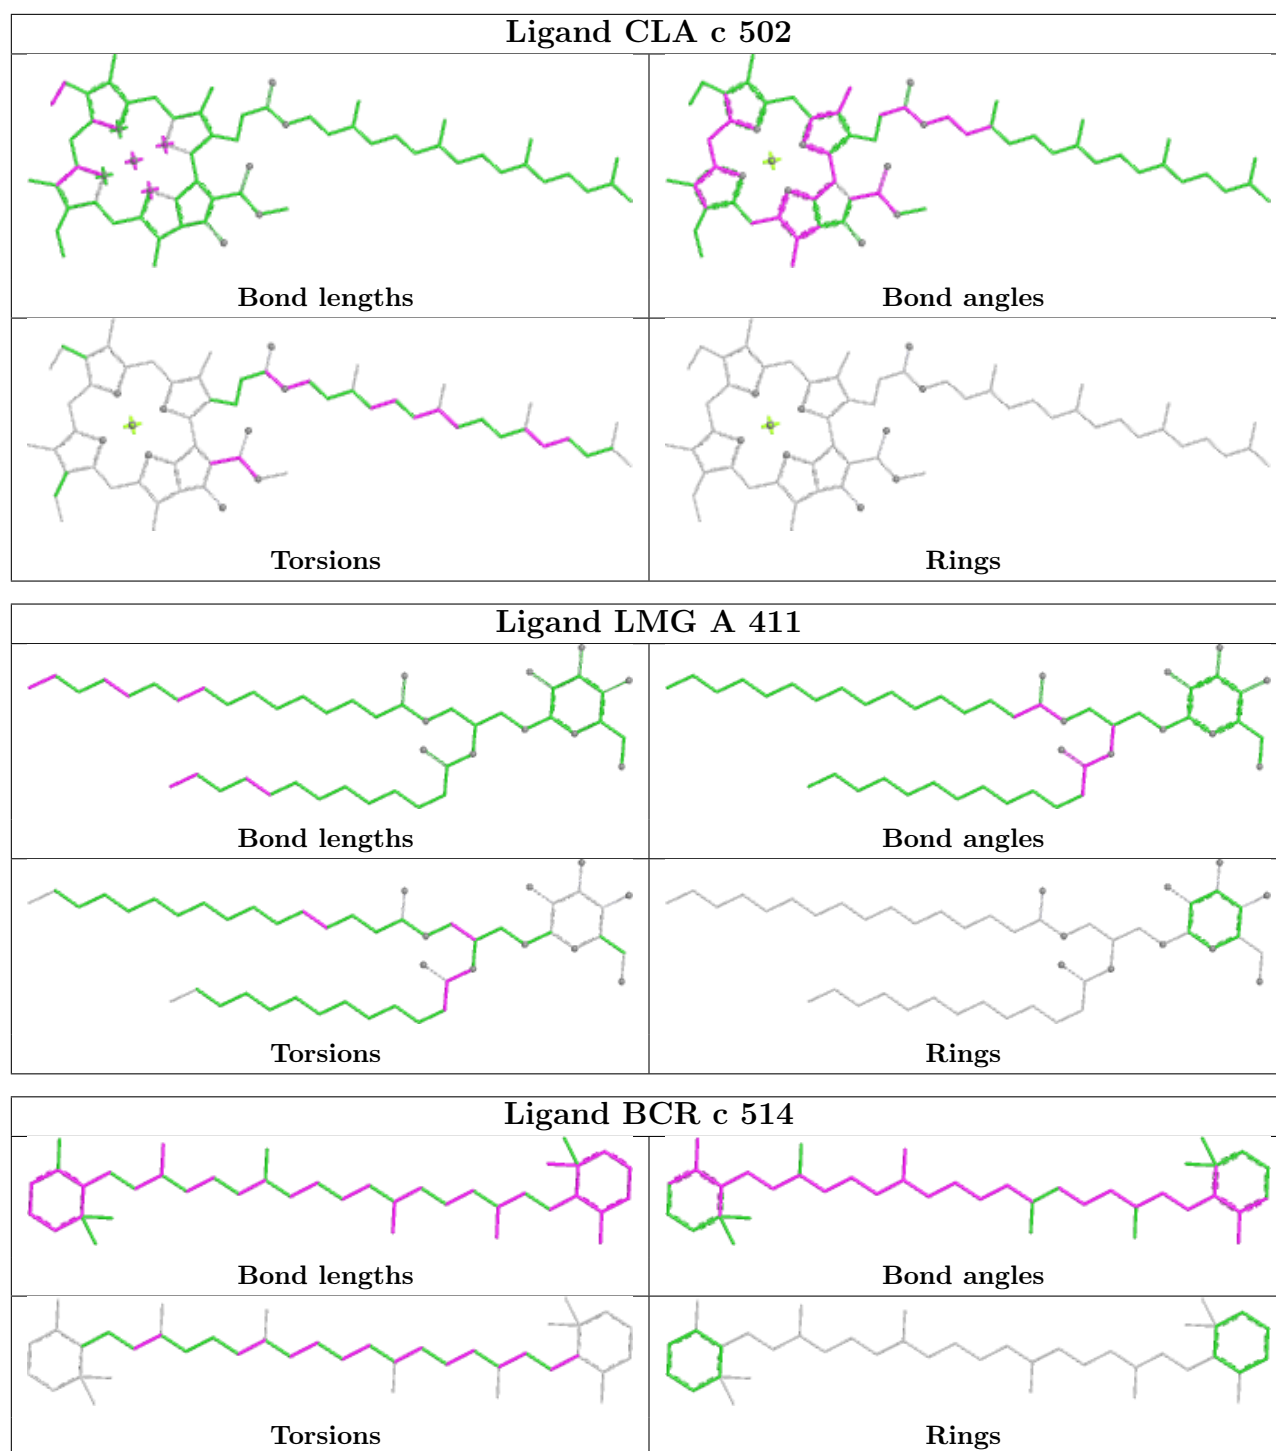 Ligand CLA c 502
Bond lengths
Bond angles
Torsions
Rings
Ligand LMG A 411
Bond lengths
Bond angles
Torsions
Rings
Ligand BCR c 514
Bond lengths
Bond angles
Torsions
Rings